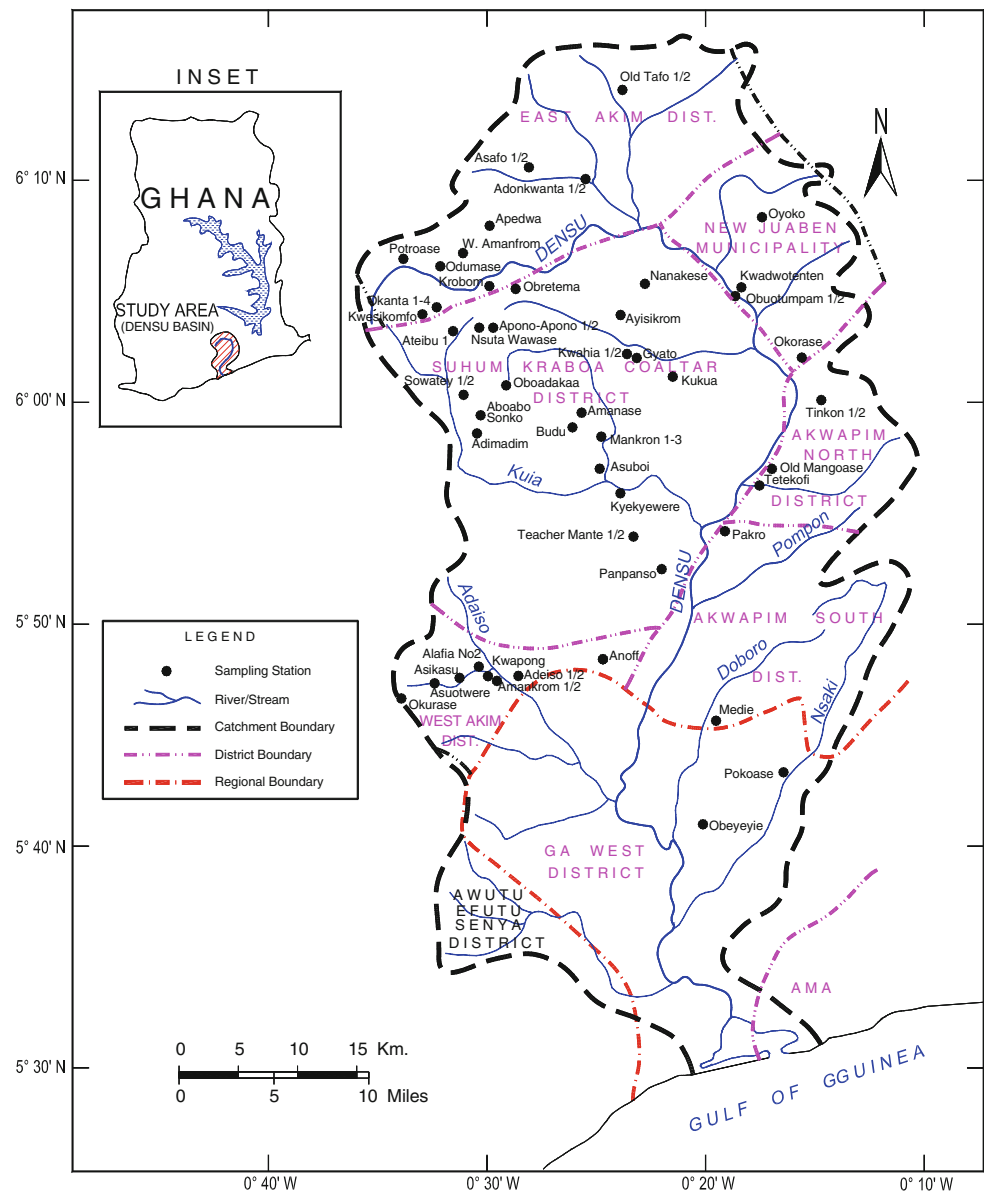 INSET
GHANA
STUDY AREA
(DENSU BASIN)
N
6° 10' N
6° 00' N
5° 50' N
5° 40' N
5° 30' N
Old Tafo 1/2
EAST AKIM DIST.
Asafo 1/2
Adonkwanta 1/2
Apedwa
Oyoko
DENSU
NEW JUABEN
MUNICIPALITY
W. Amanfrom
Potroase
Odumase
Krobom
Obretema
Nanakese
Kwadwotenten
Obuotumpam 1/2
Okanta 1-4
Kwesikomfo
Ayisikrom
Apono-Apono 1/2
Ateibu 1
Nsuta Wawase
Okorase
Kwahia 1/2
Gyato
SUHUM KRABOA COALTAR
DISTRICT
Kukua
Sowatey 1/2
Oboadakaa
Tinkon 1/2
Aboabo
Sonko
Amanase
Budu
Adimadim
Mankron 1-3
AKWAPIM
NORTH
DISTRICT
Asuboi
Old Mangoase
Tetekofi
Kuia
Kyekyewere
Teacher Mante 1/2
Pakro
Pompon
Panpanso
DENSU
Adaiso
AKWAPIM SOUTH
DIST.
Doboro
Nsaki
Anoff
Alafia No2
Kwapong
Asikasu
Adeiso 1/2
Asuotwere
Amankrom 1/2
Okurase
WEST AKIM
DIST.
Medie
Pokoase
Obeyeyie
GA WEST
DISTRICT
AWUTU
EFUTU
SENYA
DISTRICT
AMA
GULF OF GGUINEA
LEGEND
Sampling Station
River/Stream
Catchment Boundary
District Boundary
Regional Boundary
0 5 10 15 Km.
0 5 10 Miles
0° 40' W
0° 30' W
0° 20' W
0° 10' W